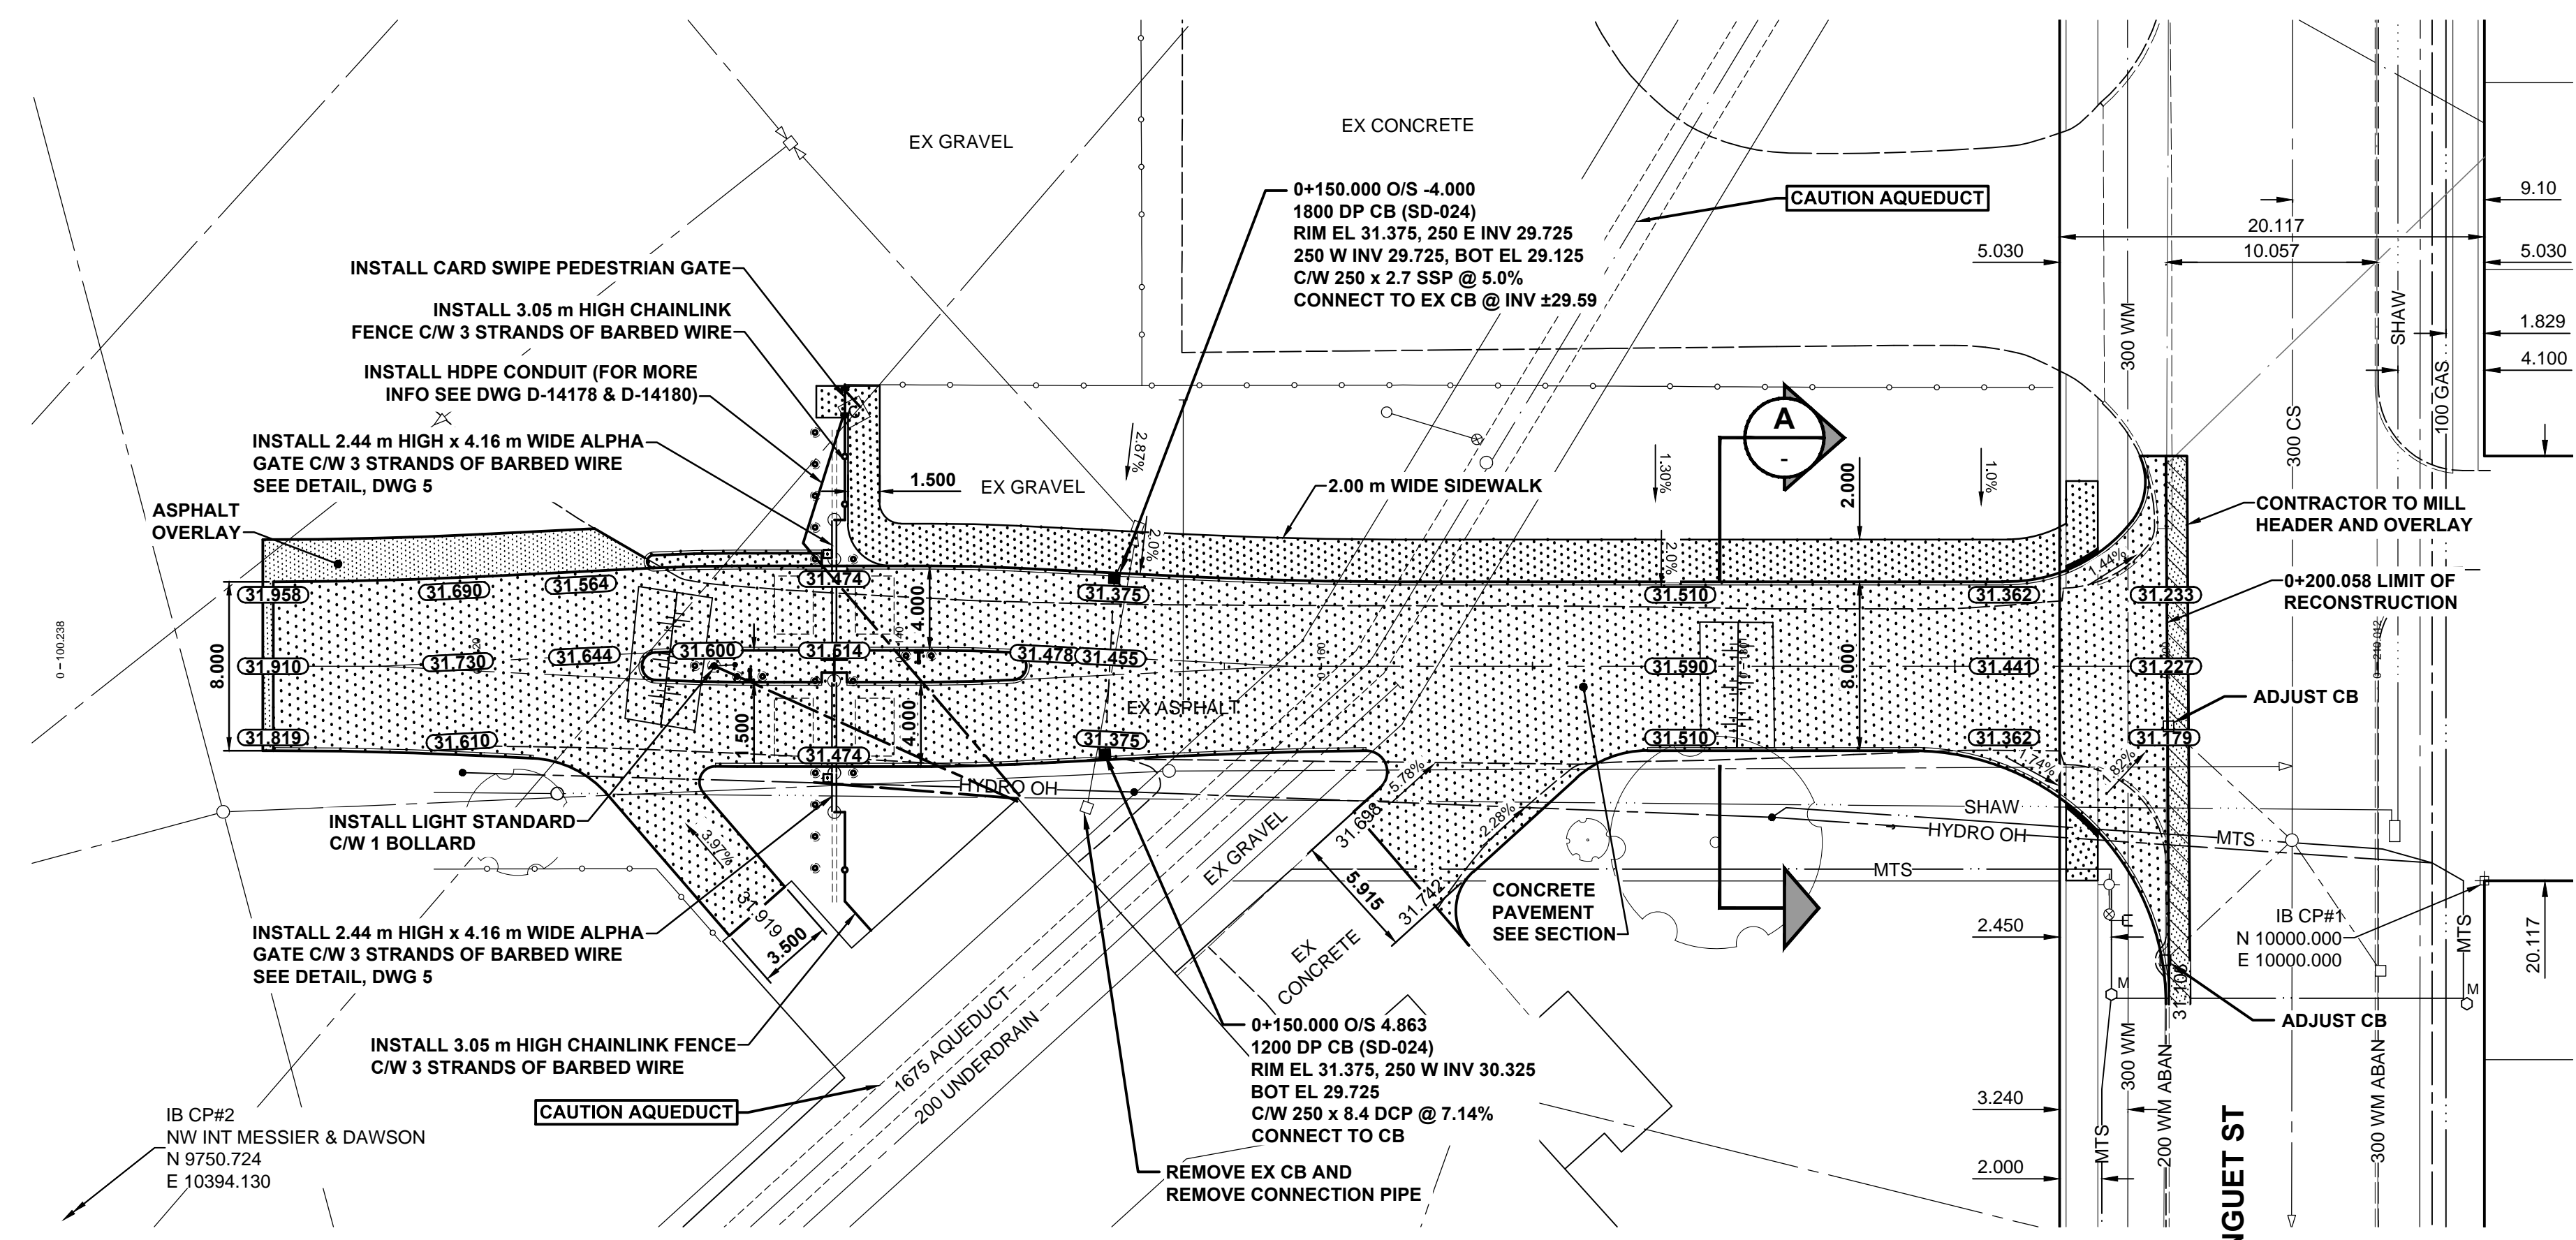 EX GRAVEL
EX CONCRETE
0+150.000 O/S -4.000
1800 DP CB (SD-024)
RIM EL 31.375, 250 E INV 29.725
250 W INV 29.725, BOT EL 29.125
C/W 250 x 2.7 SSP @ 5.0%
CONNECT TO EX CB @ INV ±29.59
CAUTION AQUEDUCT
9.10
20.117
5.030
10.057
5.030
1.829
4.100
SHAW
300 WM
300 CS
100 GAS
INSTALL CARD SWIPE PEDESTRIAN GATE
INSTALL 3.05 m HIGH CHAINLINK
FENCE C/W 3 STRANDS OF BARBED WIRE
INSTALL HDPE CONDUIT (FOR MORE
INFO SEE DWG D-14178 & D-14180)
INSTALL 2.44 m HIGH x 4.16 m WIDE ALPHA
GATE C/W 3 STRANDS OF BARBED WIRE
SEE DETAIL, DWG 5
ASPHALT
OVERLAY
1.500
EX GRAVEL
2.87%
2.0%
2.00 m WIDE SIDEWALK
1.30%
2.0%
A
-
2.000
1.0%
CONTRACTOR TO MILL
HEADER AND OVERLAY
1.44%
0+200.058 LIMIT OF
RECONSTRUCTION
0-100.238
8.000
31.958
31.690
31.564
31.474
4.000
31.375
31.510
31.362
31.233
31.910
31.730
31.644
31.600
31.514
31.478
31.455
31.590
31.441
31.227
8.000
31.819
31.610
1.500
31.474
4.000
EX ASPHALT
31.375
31.510
31.362
31.179
ADJUST CB
HYDRO OH
5.78%
2.28%
1.82%
SHAW
HYDRO OH
MTS
MTS
INSTALL LIGHT STANDARD
C/W 1 BOLLARD
3.97%
31.919
3.500
EX GRAVEL
31.698
5.915
31.742
EX
CONCRETE
CONCRETE
PAVEMENT
SEE SECTION
2.450
IB CP#1
N 10000.000
E 10000.000
MTS
20.117
M
M
31.106
ADJUST CB
INSTALL 2.44 m HIGH x 4.16 m WIDE ALPHA
GATE C/W 3 STRANDS OF BARBED WIRE
SEE DETAIL, DWG 5
INSTALL 3.05 m HIGH CHAINLINK FENCE
C/W 3 STRANDS OF BARBED WIRE
1675 AQUEDUCT
200 UNDERDRAIN
CAUTION AQUEDUCT
0+150.000 O/S 4.863
1200 DP CB (SD-024)
RIM EL 31.375, 250 W INV 30.325
BOT EL 29.725
C/W 250 x 8.4 DCP @ 7.14%
CONNECT TO CB
REMOVE EX CB AND
REMOVE CONNECTION PIPE
IB CP#2
NW INT MESSIER & DAWSON
N 9750.724
E 10394.130
3.240
2.000
MTS
300 WM
200 WM ABAN
NGUET ST
300 WM ABAN